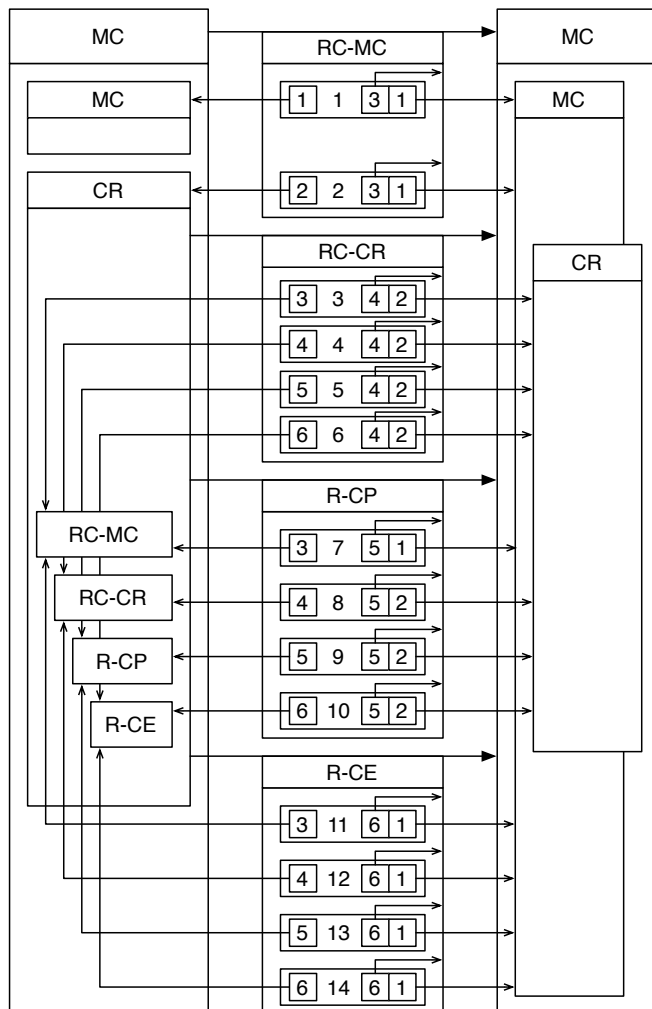 MC
RC-MC
MC
MC
1 1 3 1
MC
CR
2 2 3 1
RC-CR
CR
3 3 4 2
4 4 4 2
5 5 4 2
6 6 4 2
R-CP
RC-MC
3 7 5 1
RC-CR
4 8 5 2
R-CP
5 9 5 2
R-CE
6 10 5 2
R-CE
3 11 6 1
4 12 6 1
5 13 6 1
6 14 6 1